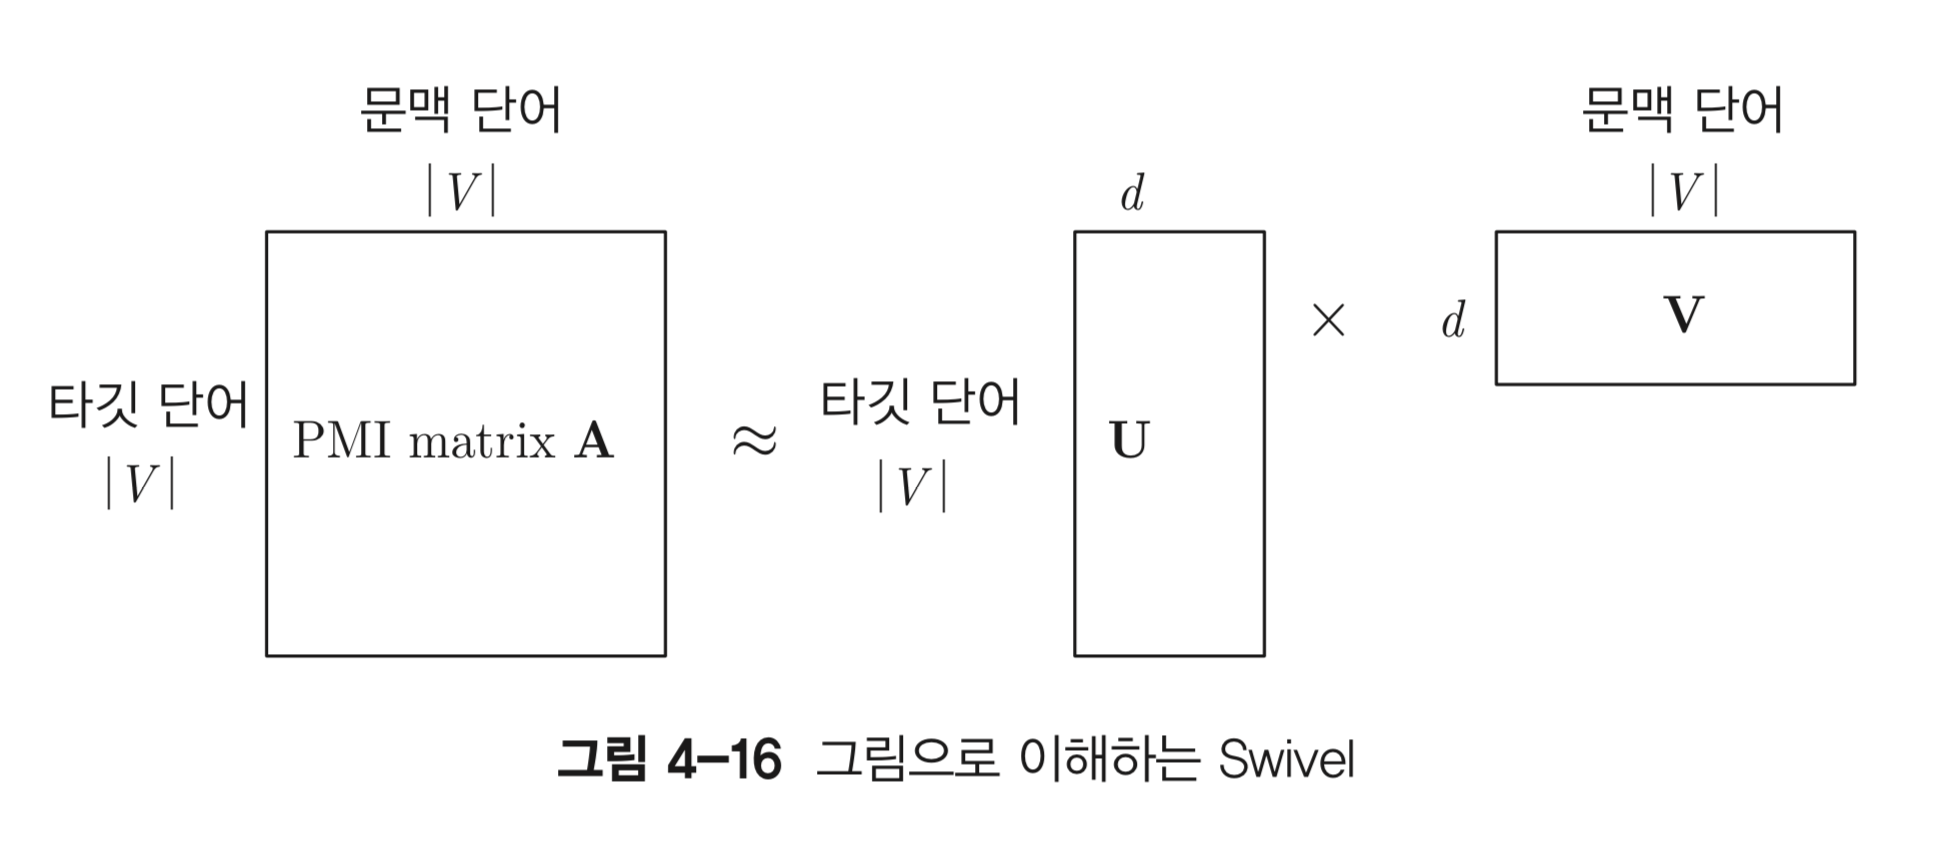 문맥 단어
|V|
타깃 단어
|V|
PMI matrix A
≈
타깃 단어
|V|
d
U
×
문맥 단어
|V|
d
V
그림 4-16 그림으로 이해하는 Swivel